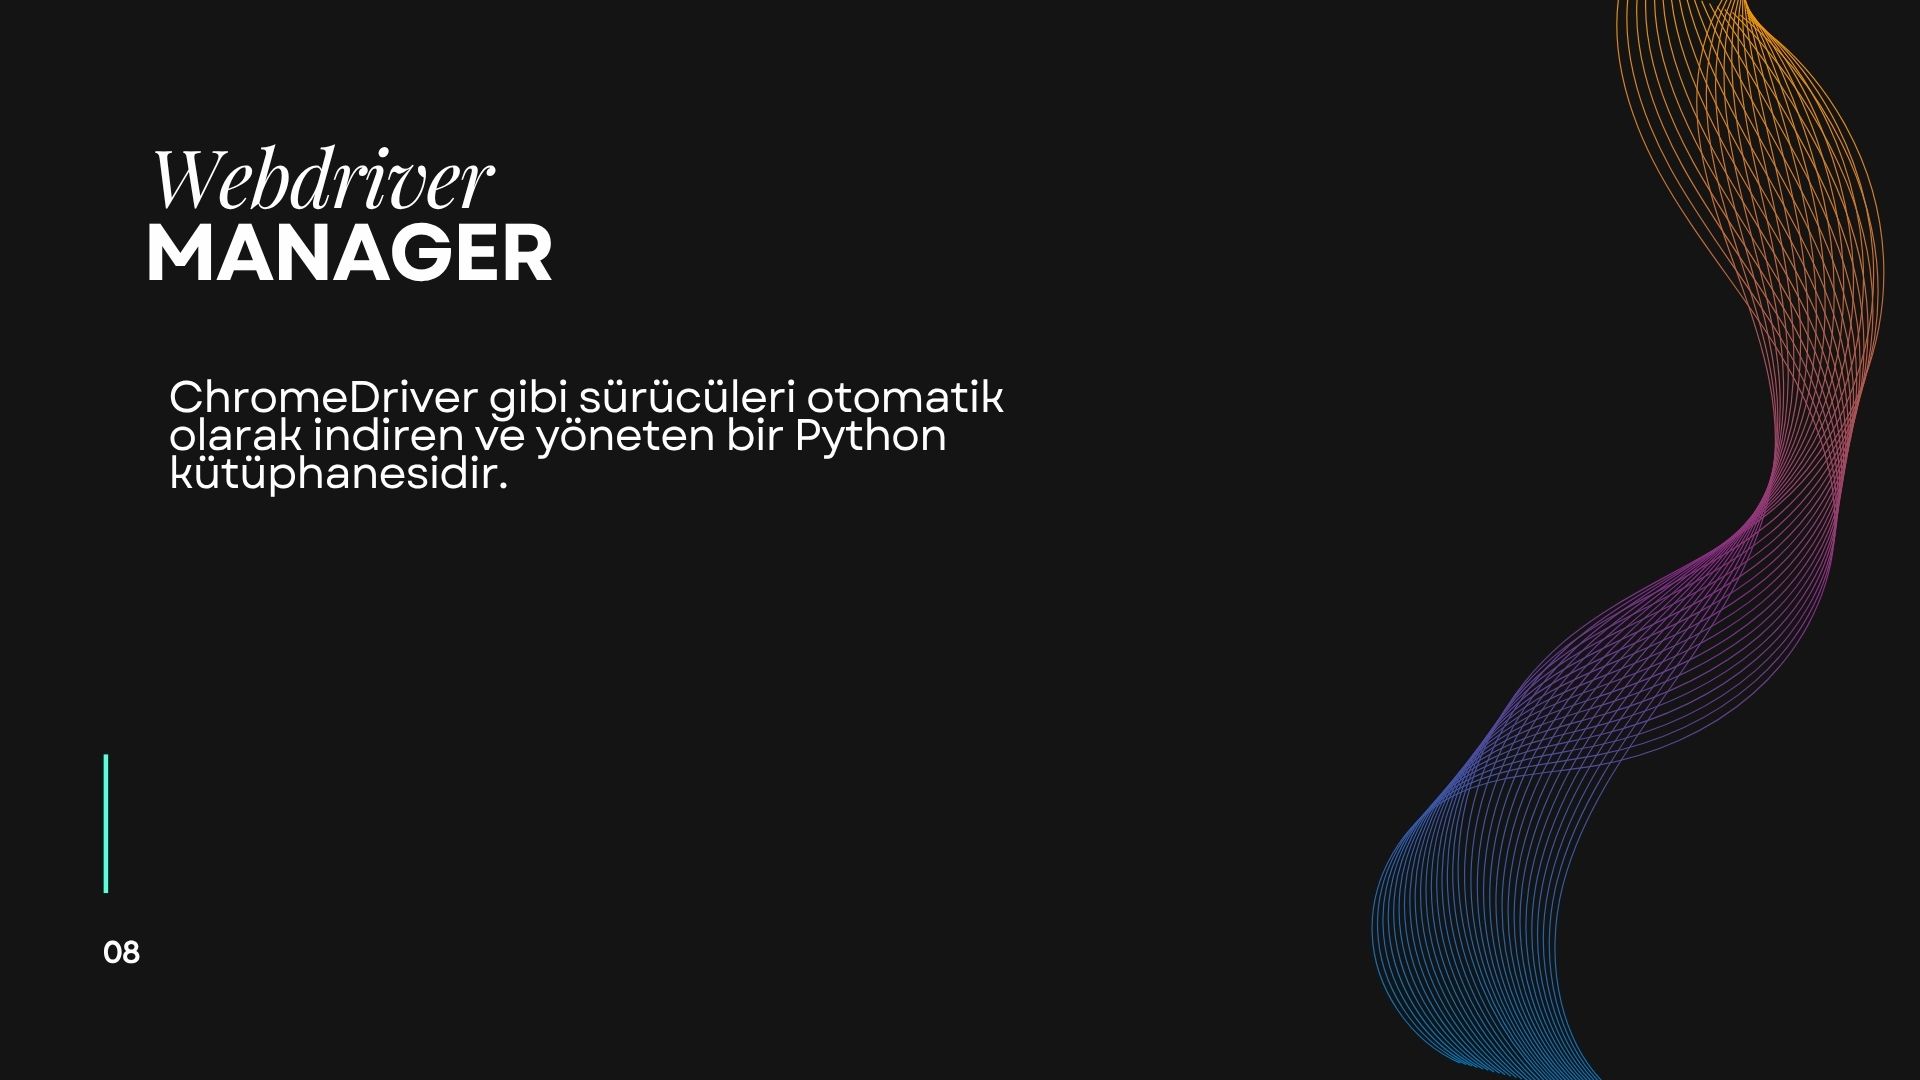 Webdriver
MANAGER
ChromeDriver gibi sürücüleri otomatik
olarak indiren ve yöneten bir Python
kütüphanesidir.
08